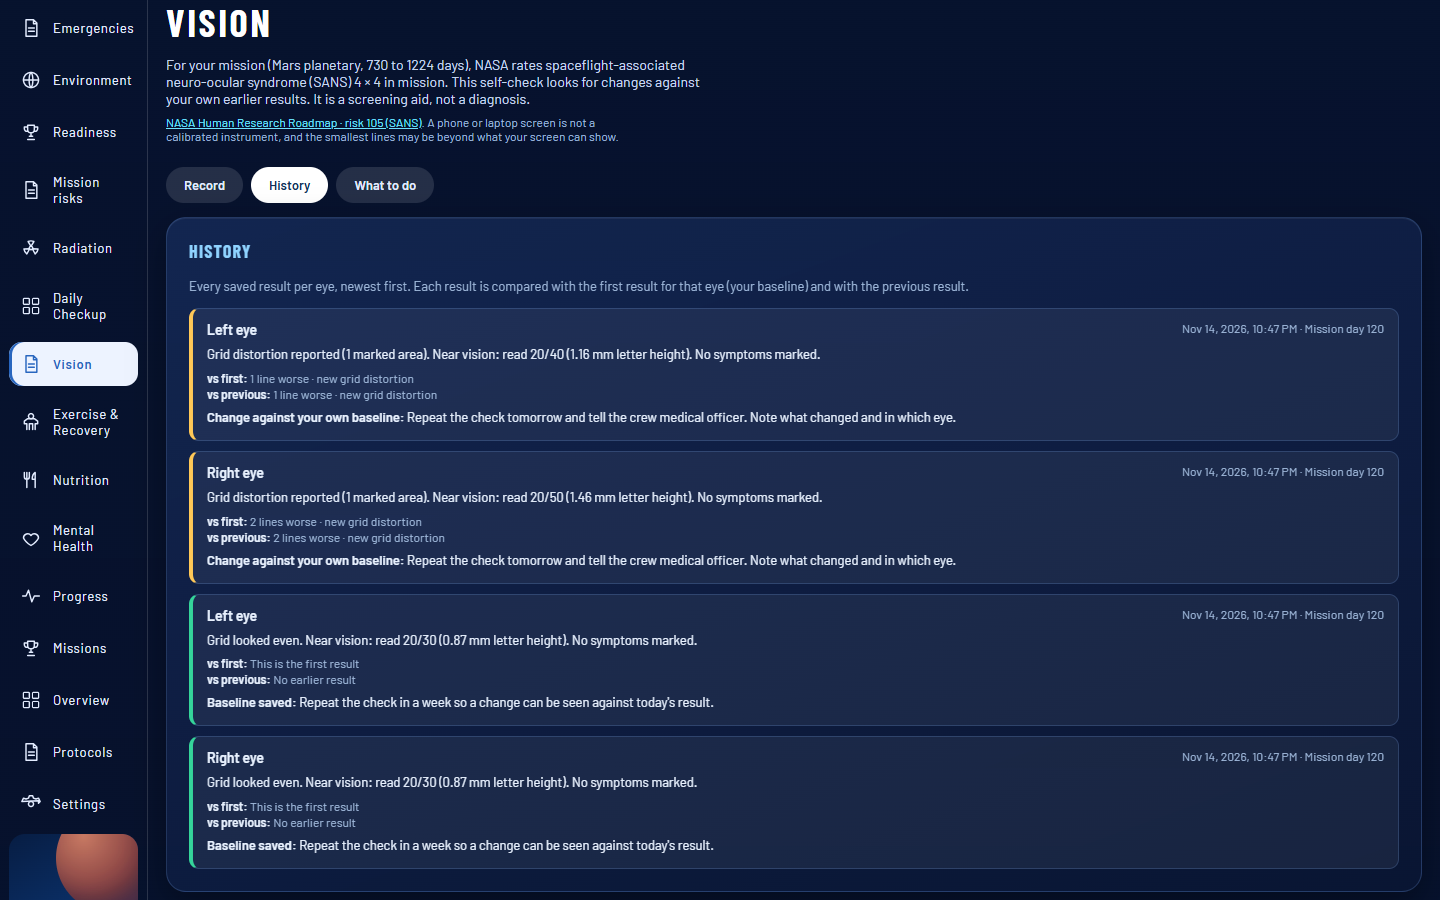 Emergencies
Environment
Readiness
Mission
risks
Radiation
Daily
Checkup
Vision
Exercise &
Recovery
Nutrition
Mental
Health
Progress
Missions
Overview
Protocols
Settings
VISION
For your mission (Mars planetary, 730 to 1224 days), NASA rates spaceflight-associated
neuro-ocular syndrome (SANS) 4 × 4 in mission. This self-check looks for changes against
your own earlier results. It is a screening aid, not a diagnosis.
NASA Human Research Roadmap · risk 105 (SANS). A phone or laptop screen is not a
calibrated instrument, and the smallest lines may be beyond what your screen can show.
Record
History
What to do
HISTORY
Every saved result per eye, newest first. Each result is compared with the first result for that eye (your baseline) and with the previous result.
Left eye
Nov 14, 2026, 10:47 PM · Mission day 120
Grid distortion reported (1 marked area). Near vision: read 20/40 (1.16 mm letter height). No symptoms marked.
vs first: 1 line worse · new grid distortion
vs previous: 1 line worse · new grid distortion
Change against your own baseline: Repeat the check tomorrow and tell the crew medical officer. Note what changed and in which eye.
Right eye
Nov 14, 2026, 10:47 PM · Mission day 120
Grid distortion reported (1 marked area). Near vision: read 20/50 (1.46 mm letter height). No symptoms marked.
vs first: 2 lines worse · new grid distortion
vs previous: 2 lines worse · new grid distortion
Change against your own baseline: Repeat the check tomorrow and tell the crew medical officer. Note what changed and in which eye.
Left eye
Nov 14, 2026, 10:47 PM · Mission day 120
Grid looked even. Near vision: read 20/30 (0.87 mm letter height). No symptoms marked.
vs first: This is the first result
vs previous: No earlier result
Baseline saved: Repeat the check in a week so a change can be seen against today's result.
Right eye
Nov 14, 2026, 10:47 PM · Mission day 120
Grid looked even. Near vision: read 20/30 (0.87 mm letter height). No symptoms marked.
vs first: This is the first result
vs previous: No earlier result
Baseline saved: Repeat the check in a week so a change can be seen against today's result.